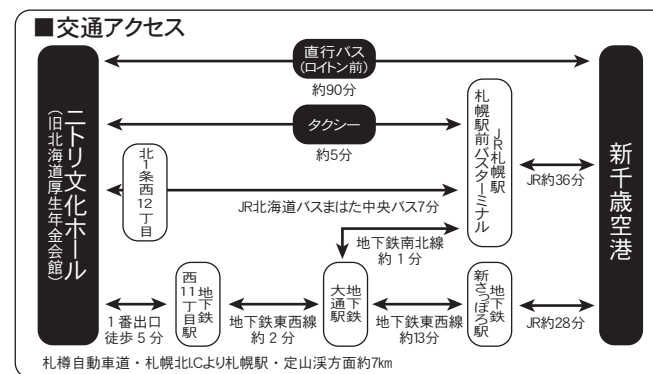 ■交通アクセス
直行バス
(ロイトン前)
約90分
ニトリ文化ホール
(旧北海道厚生年金会館)
新千歳空港
タクシー
約5分
JR札幌駅
札幌駅前バスターミナル
JR約36分
北1条西12丁目
JR北海道バスまはた中央バス7分
地下鉄南北線
約1分
地下鉄
西11丁目駅
地下鉄
大通駅
地下鉄
新さっぽろ駅
1番出口
徒歩5分
地下鉄東西線
約2分
地下鉄東西線
約13分
JR約28分
札樽自動車道・札幌北I.Cより札幌駅・定山渓方面約7km